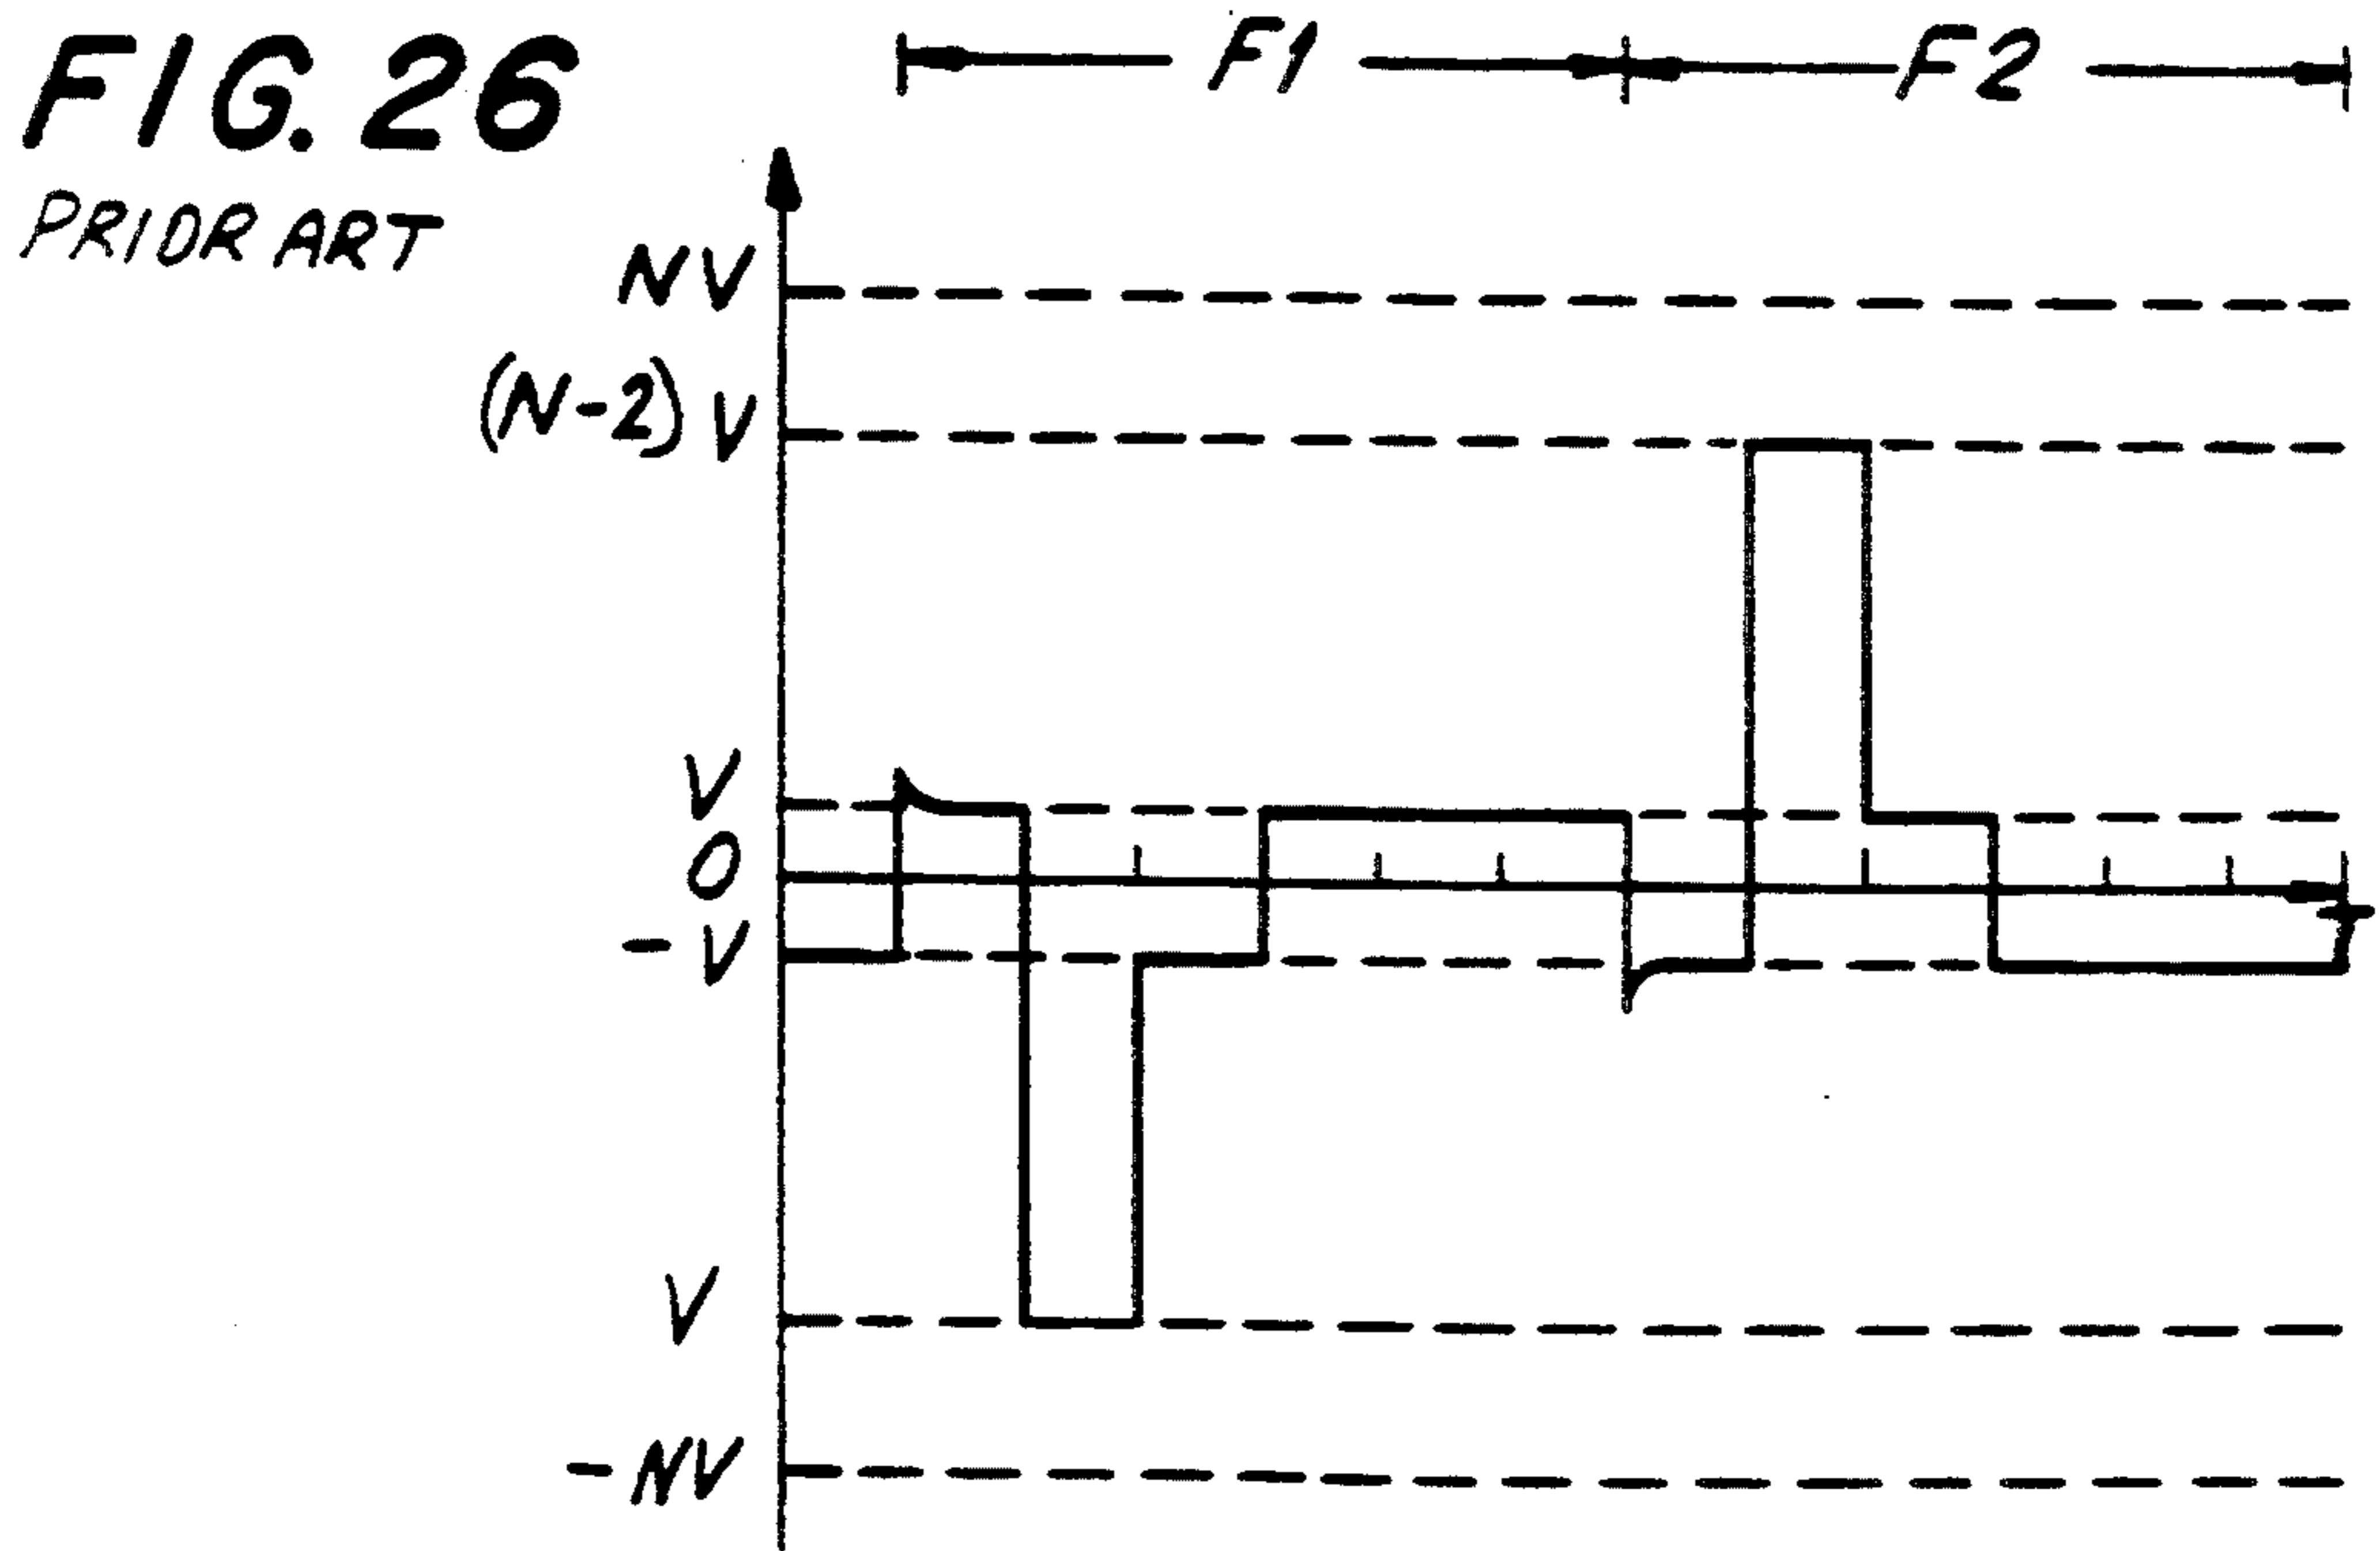 FIG. 26
PRIOR ART
F1
F2
NV
(N-2) V
V
0
- V
V
- NV
t